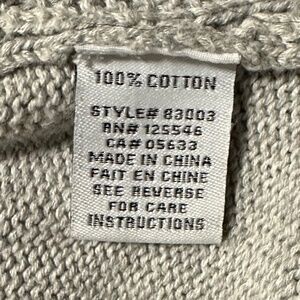 100% COTTON
STYLE# 83003
RN# 125546
CA# 05633
MADE IN CHINA
FAIT EN CHINE
SEE REVERSE
FOR CARE
INSTRUCTIONS